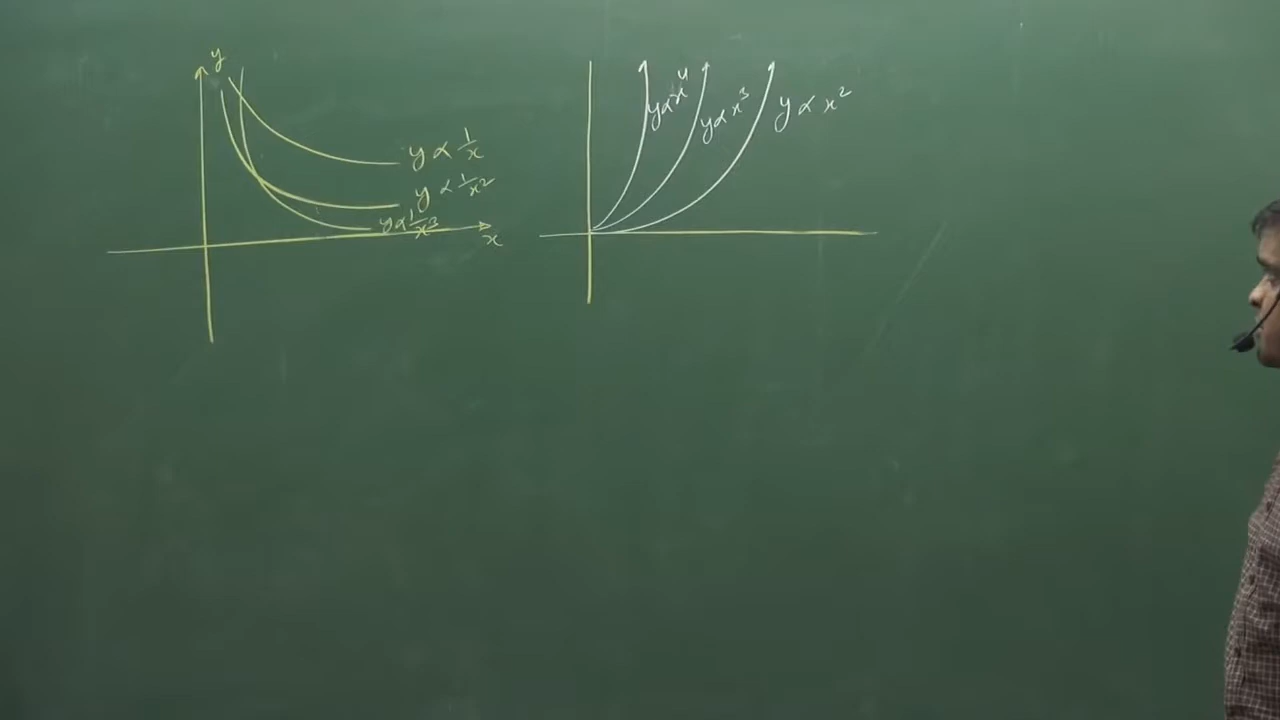 y
y ∝ 1/x
y ∝ 1/x²
y ∝ 1/x³
x
y ∝ x⁴
y ∝ x³
y ∝ x²